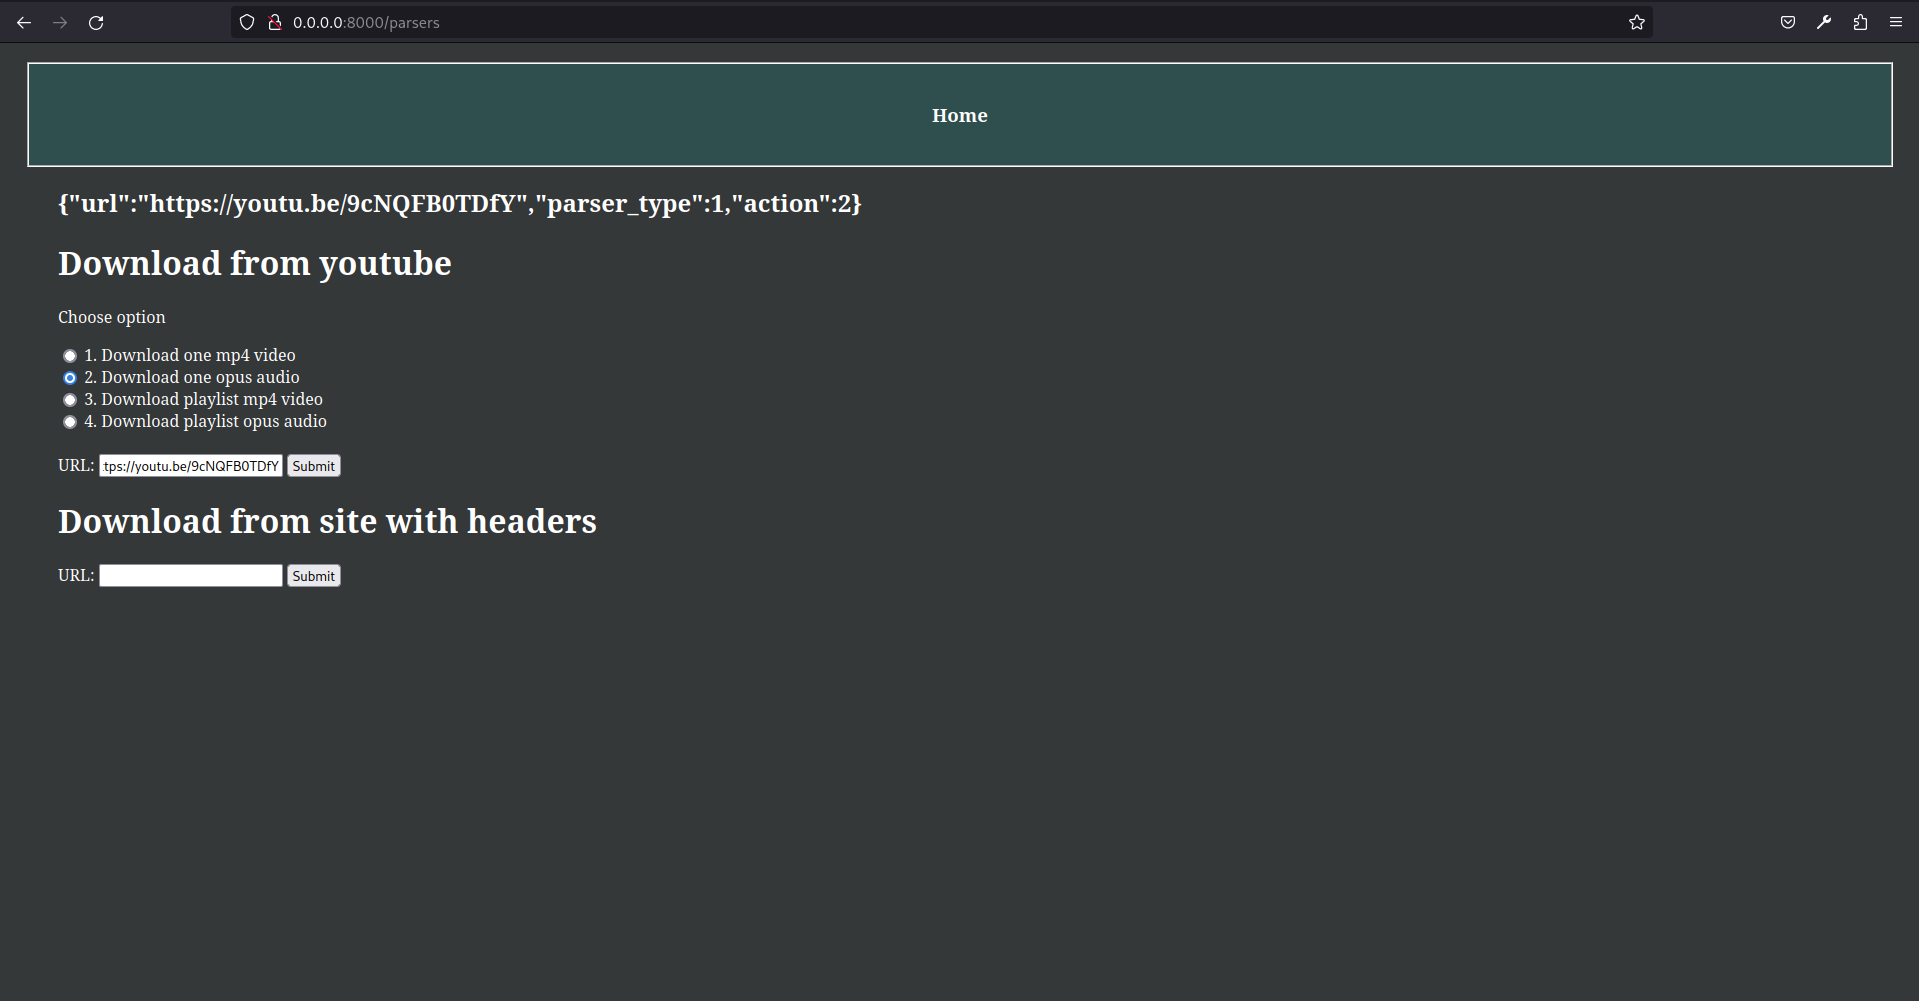 0.0.0.0:8000/parsers
Home
{"url":"https://youtu.be/9cNQFB0TDfY","parser_type":1,"action":2}
Download from youtube
Choose option
1. Download one mp4 video
2. Download one opus audio
3. Download playlist mp4 video
4. Download playlist opus audio
URL: tps://youtu.be/9cNQFB0TDfY Submit
Download from site with headers
URL: Submit